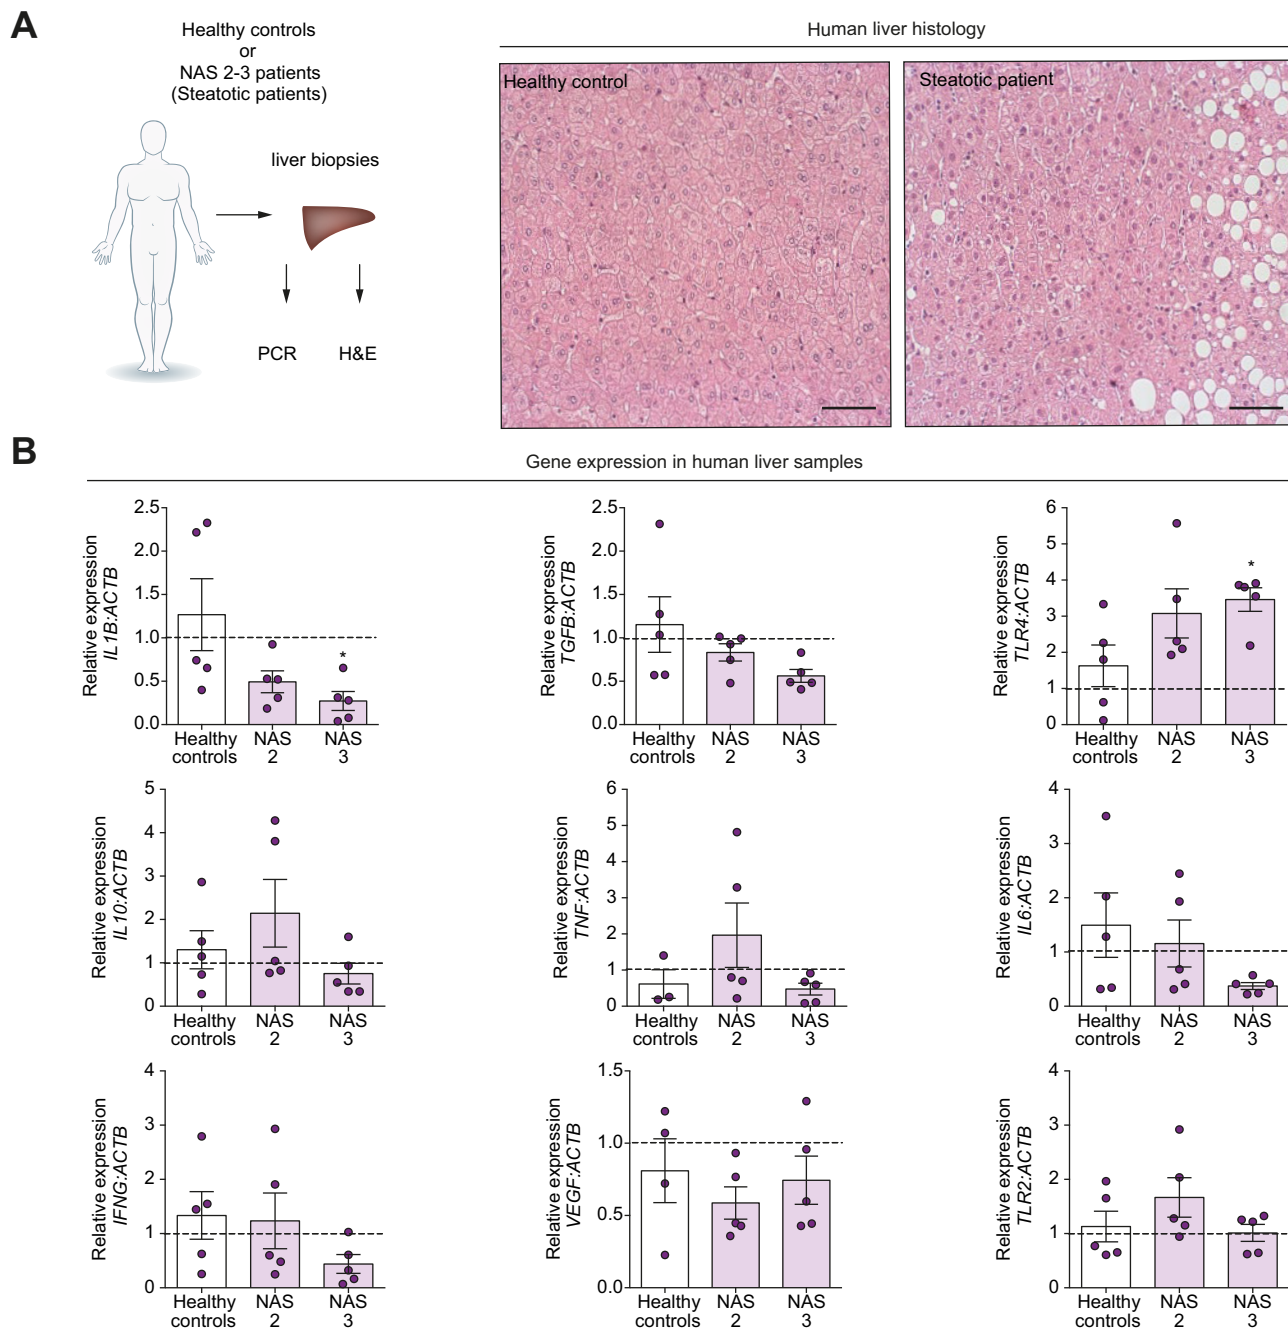 A
Healthy controls
or
NAS 2-3 patients
(Steatotic patients)
liver biopsies
PCR
H&E
Human liver histology
Healthy control
Steatotic patient
B
Gene expression in human liver samples
Relative expression
IL1B:ACTB
2.5
2.0
1.5
1.0
0.5
0.0
*
Healthy controls
NAS 2
NAS 3
Relative expression
TGFB:ACTB
2.5
2.0
1.5
1.0
0.5
0.0
Healthy controls
NAS 2
NAS 3
Relative expression
TLR4:ACTB
6
5
4
3
2
1
0
*
Healthy controls
NAS 2
NAS 3
Relative expression
IL10:ACTB
5
4
3
2
1
0
Healthy controls
NAS 2
NAS 3
Relative expression
TNF:ACTB
6
5
4
3
2
1
0
Healthy controls
NAS 2
NAS 3
Relative expression
IL6:ACTB
4
3
2
1
0
Healthy controls
NAS 2
NAS 3
Relative expression
IFNG:ACTB
4
3
2
1
0
Healthy controls
NAS 2
NAS 3
Relative expression
VEGF:ACTB
1.5
1.0
0.5
0.0
Healthy controls
NAS 2
NAS 3
Relative expression
TLR2:ACTB
4
3
2
1
0
Healthy controls
NAS 2
NAS 3